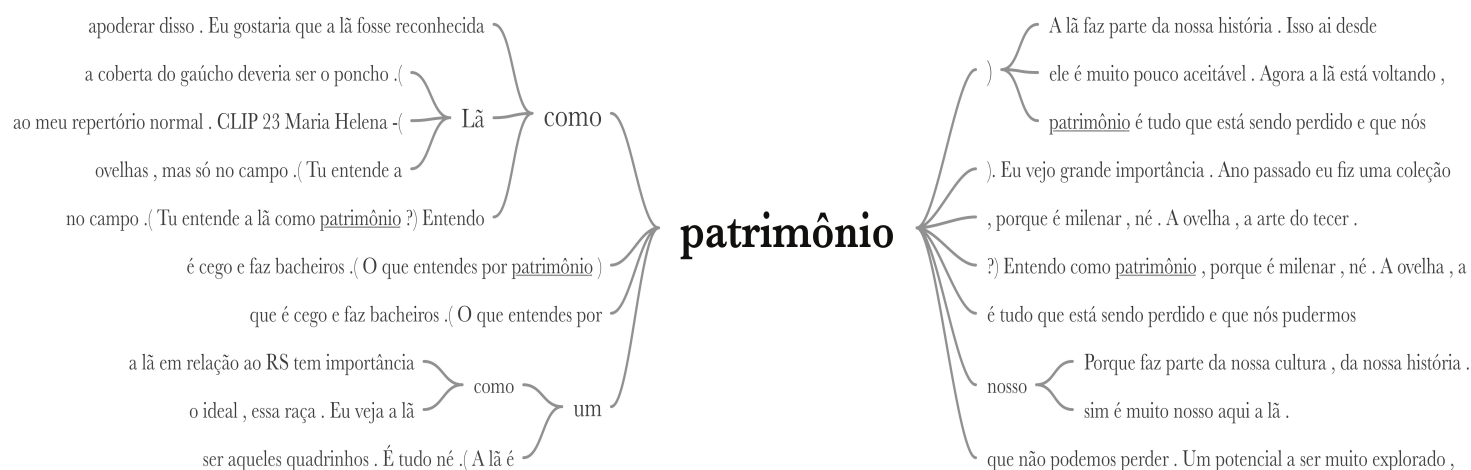 apoderar disso . Eu gostaria que a lã fosse reconhecida
a coberta do gaúcho deveria ser o poncho .(
ao meu repertório normal . CLIP 23 Maria Helena -(
ovelhas , mas só no campo .( Tu entende a
Lã
no campo .( Tu entende a lã como patrimônio ?) Entendo
como
é cego e faz bacheiros .( O que entendes por patrimônio )
que é cego e faz bacheiros .( O que entendes por
a lã em relação ao RS tem importância
o ideal , essa raça . Eu veja a lã
como
ser aqueles quadrinhos . É tudo né .( A lã é
um
patrimônio
)
A lã faz parte da nossa história . Isso ai desde
ele é muito pouco aceitável . Agora a lã está voltando ,
patrimônio é tudo que está sendo perdido e que nós
). Eu vejo grande importância . Ano passado eu fiz uma coleção
, porque é milenar , né . A ovelha , a arte do tecer .
?) Entendo como patrimônio , porque é milenar , né . A ovelha , a
é tudo que está sendo perdido e que nós pudermos
nosso
Porque faz parte da nossa cultura , da nossa história .
sim é muito nosso aqui a lã .
que não podemos perder . Um potencial a ser muito explorado ,